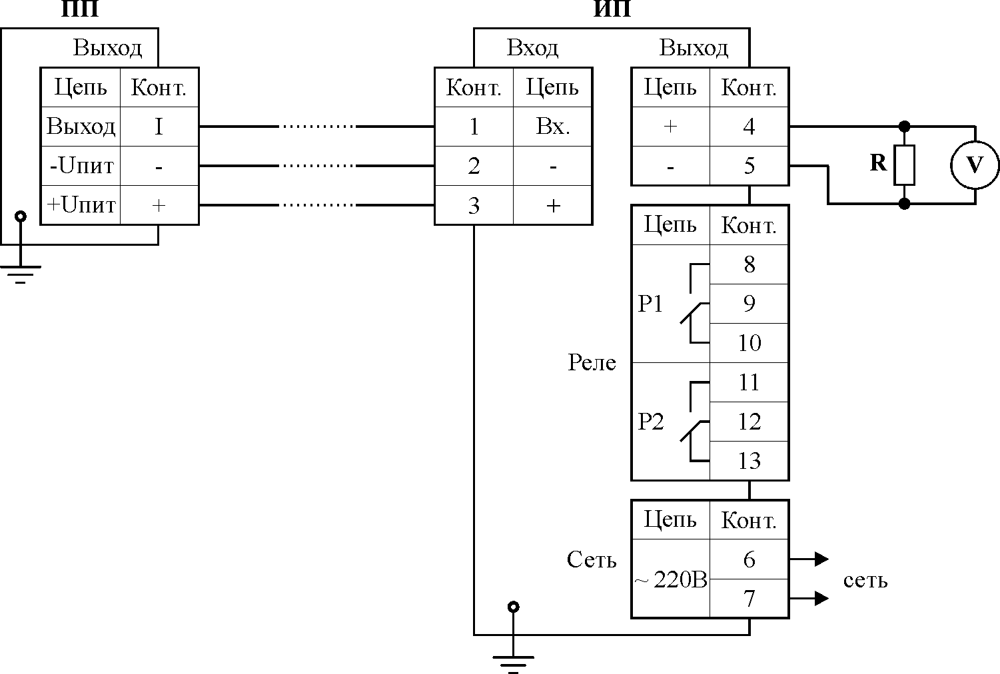 ПП
ИП
Выход
Вход
Выход
Цепь Конт.
Конт. Цепь
Цепь Конт.
Выход I
1 Вх.
+ 4
-Uпит -
2 -
- 5
R
V
+Uпит +
3 +
Цепь Конт.
8
P1 9
10
Реле
11
P2 12
13
Цепь Конт.
Сеть
6
~ 220В
7
сеть